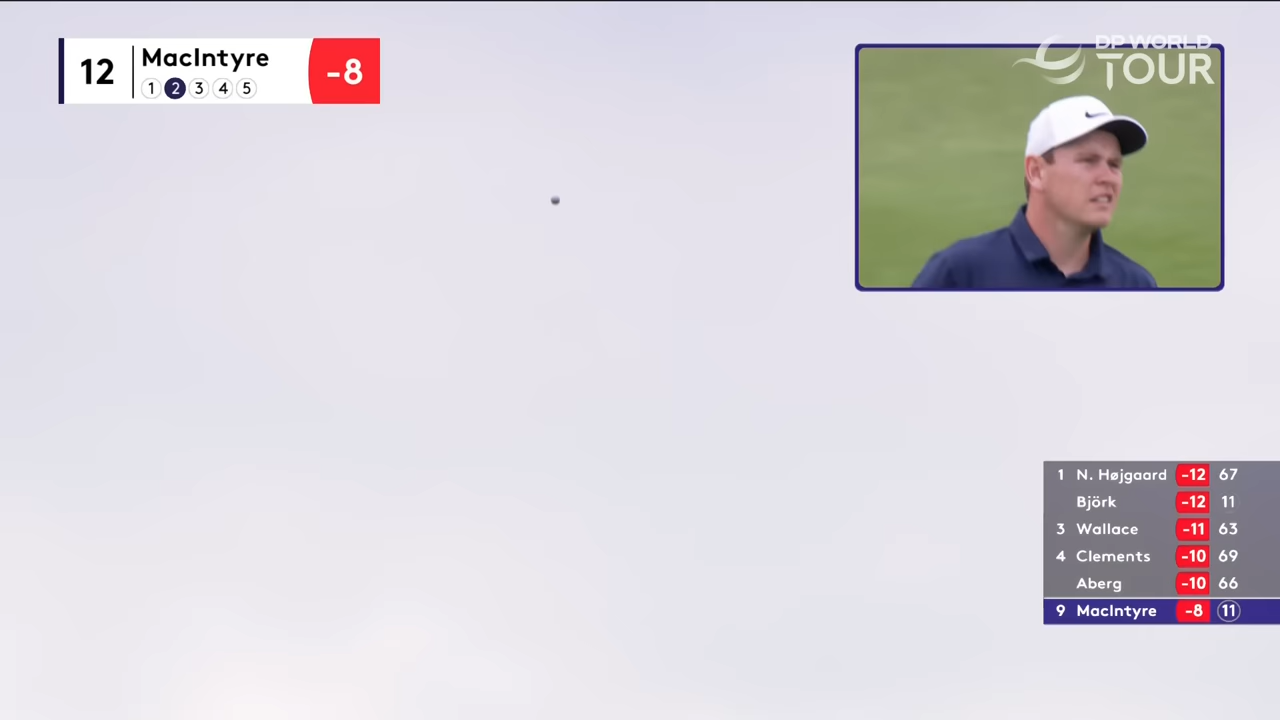 12 MacIntyre -8
1 2 3 4 5
DP WORLD
TOUR
1 N. Højgaard -12 67
Björk -12 11
3 Wallace -11 63
4 Clements -10 69
Aberg -10 66
9 MacIntyre -8 11